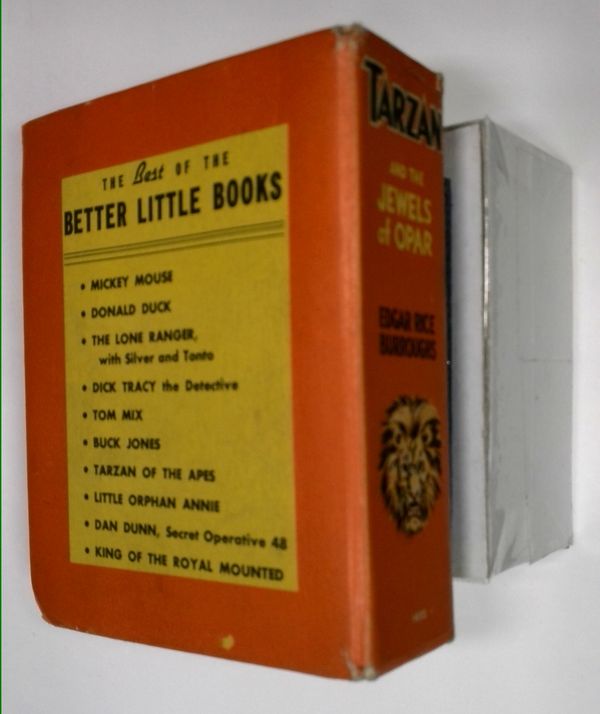 THE Best OF THE
BETTER LITTLE BOOKS
• MICKEY MOUSE
• DONALD DUCK
• THE LONE RANGER,
with Silver and Tonto
• DICK TRACY the Detective
• TOM MIX
• BUCK JONES
• TARZAN OF THE APES
• LITTLE ORPHAN ANNIE
• DAN DUNN, Secret Operative 48
• KING OF THE ROYAL MOUNTED
TARZAN
AND THE
JEWELS
of OPAR
EDGAR RICE
BURROUGHS